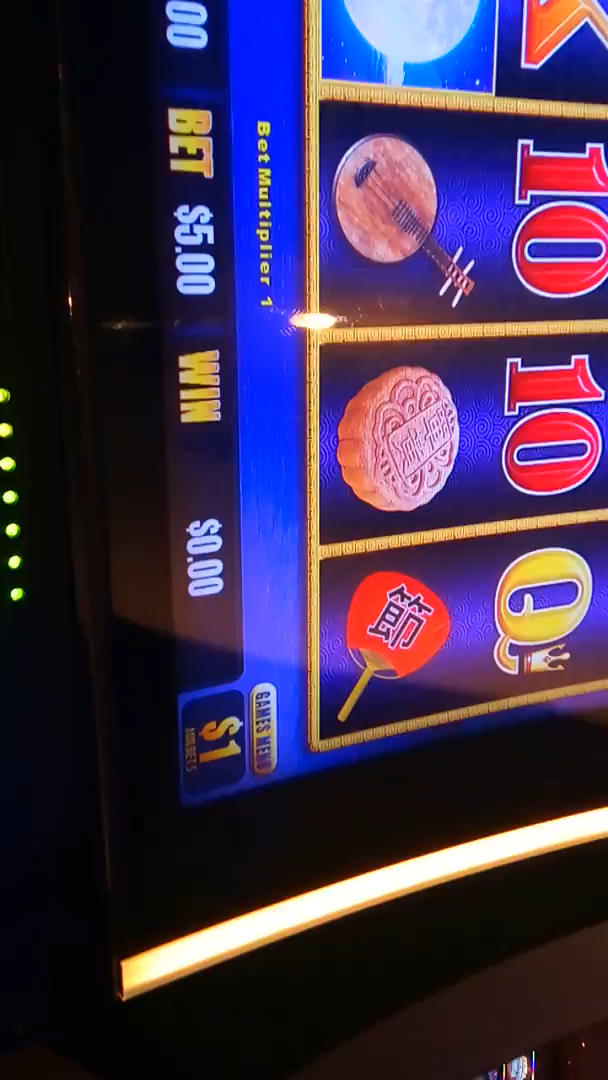 K 10 10 Q
節
Bet Multiplier 1
GAMES MENU
00 BET $5.00 WIN $0.00 $1